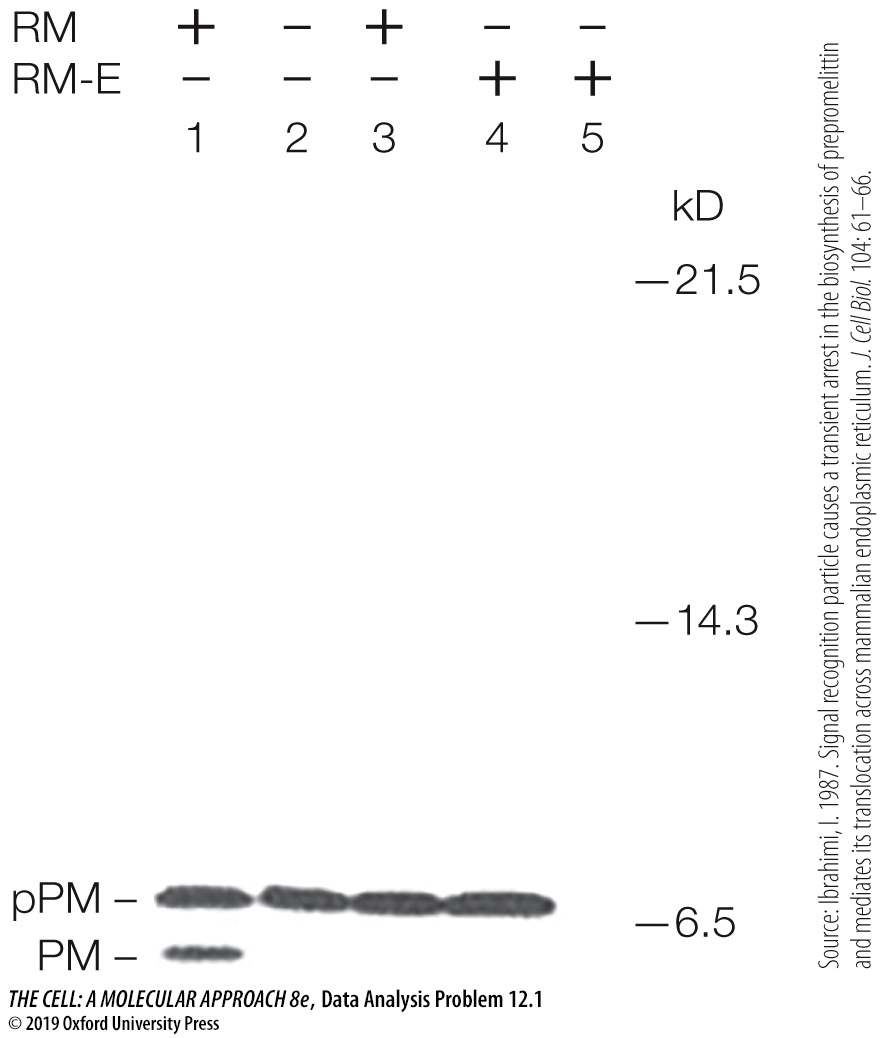 RM + – + – –
RM-E – – – + +
1 2 3 4 5
kD
—21.5
—14.3
pPM –
—6.5
PM –
THE CELL: A MOLECULAR APPROACH 8e, Data Analysis Problem 12.1
© 2019 Oxford University Press
Source: Ibrahimi, I. 1987. Signal recognition particle causes a transient arrest in the biosynthesis of prepromelittin
and mediates its translocation across mammalian endoplasmic reticulum. J. Cell Biol. 104: 61–66.